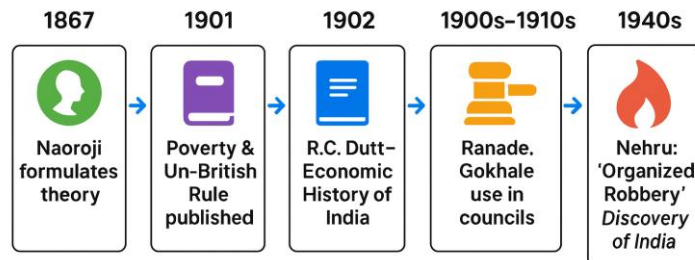 1867
Naoroji
formulates
theory
1901
Poverty &
Un-British
Rule
published
1902
R.C. Dutt–
Economic
History of
India
1900s–1910s
Ranade.
Gokhale
use in
councils
1940s
Nehru:
‘Organized
Robbery’
Discovery
of India